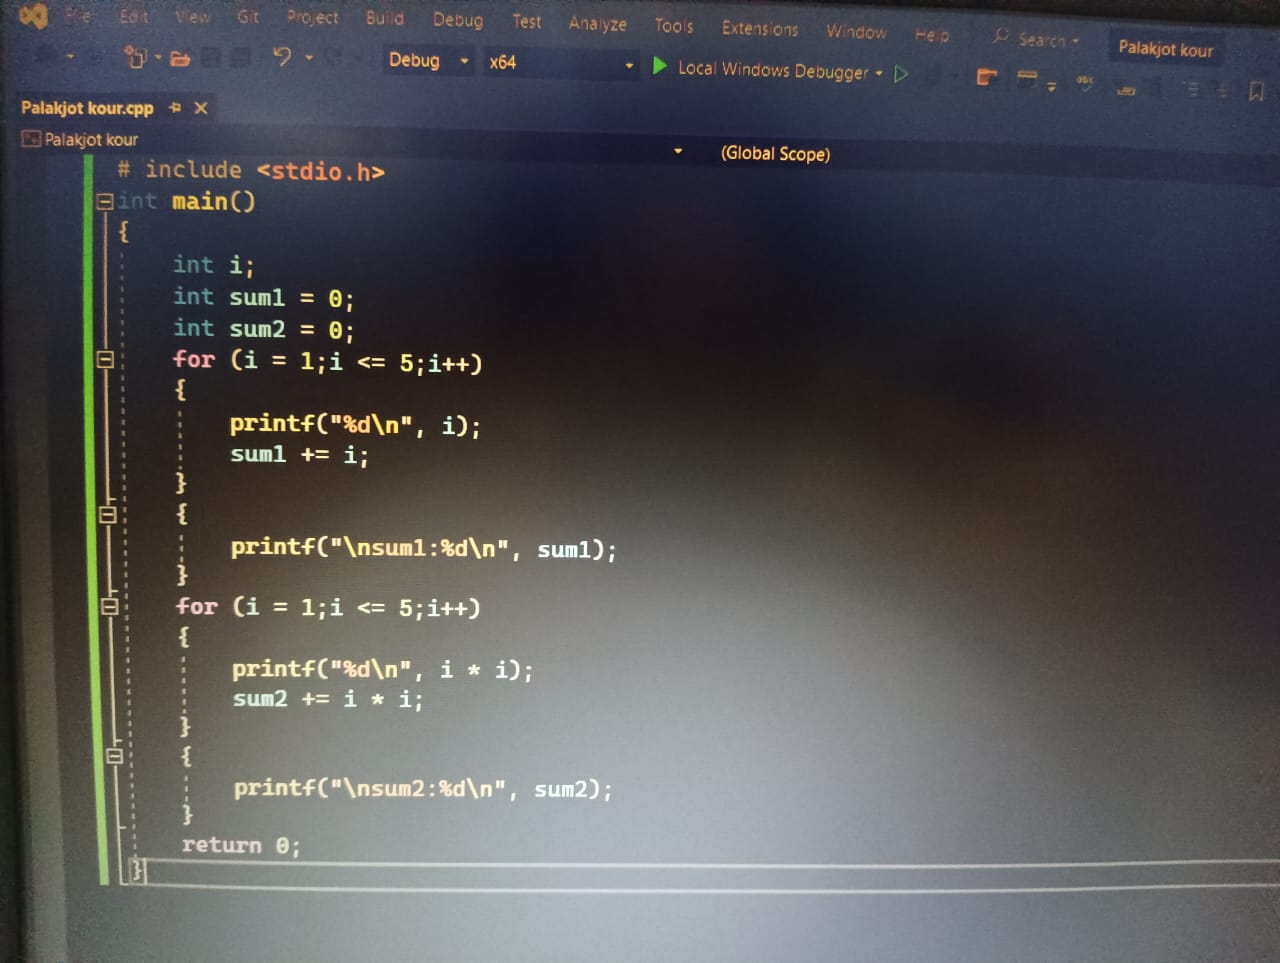 File Edit View Git Project Build Debug Test Analyze Tools Extensions Window Help Search Palakjot kour
Debug x64 Local Windows Debugger
Palakjot kour.cpp
Palakjot kour (Global Scope)
# include <stdio.h>
int main()
{
int i;
int sum1 = 0;
int sum2 = 0;
for (i = 1;i <= 5;i++)
{
printf("%d\n", i);
sum1 += i;
}
{
printf("\nsum1:%d\n", sum1);
}
for (i = 1;i <= 5;i++)
{
printf("%d\n", i * i);
sum2 += i * i;
}
{
printf("\nsum2:%d\n", sum2);
}
return 0;
}